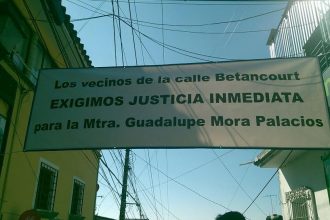 Los vecinos de la calle Betancourt
EXIGIMOS JUSTICIA INMEDIATA
para la Mtra. Guadalupe Mora Palacios